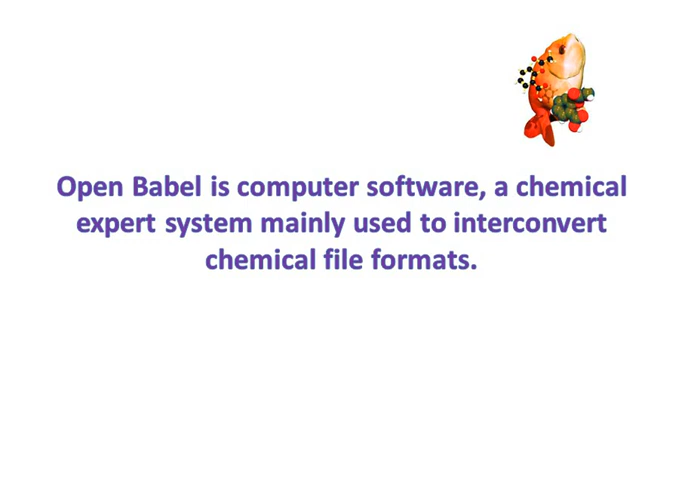 Open Babel is computer software, a chemical
expert system mainly used to interconvert
chemical file formats.